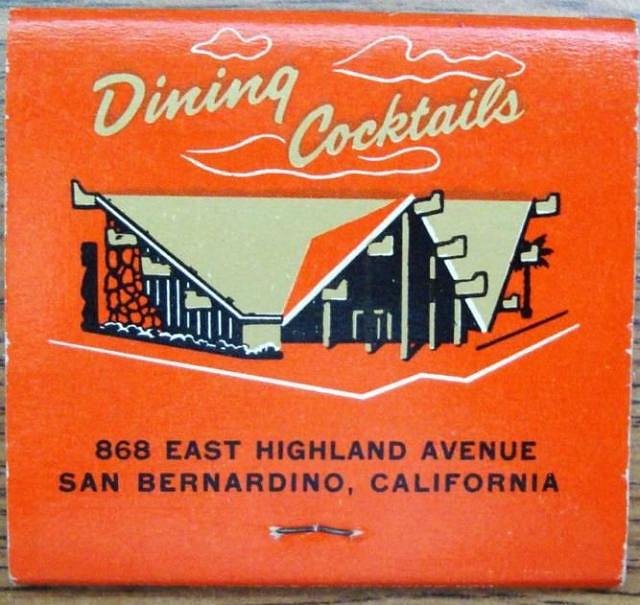 Dining
Cocktails
868 EAST HIGHLAND AVENUE
SAN BERNARDINO, CALIFORNIA